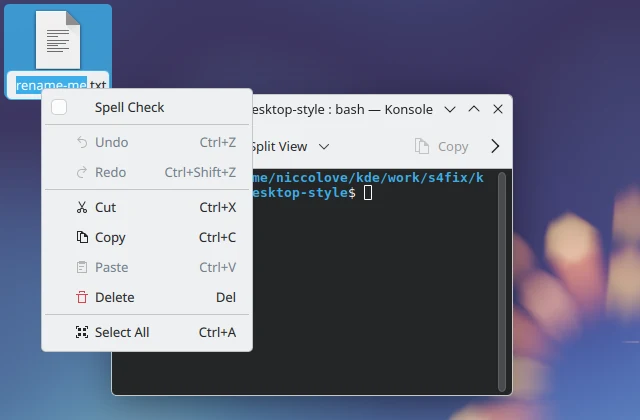 rename-me.txt
Spell Check
Undo Ctrl+Z
Redo Ctrl+Shift+Z
Cut Ctrl+X
Copy Ctrl+C
Paste Ctrl+V
Delete Del
Select All Ctrl+A
esktop-style : bash — Konsole
Split View
Copy
me/niccolove/kde/work/s4fix/k
esktop-style$